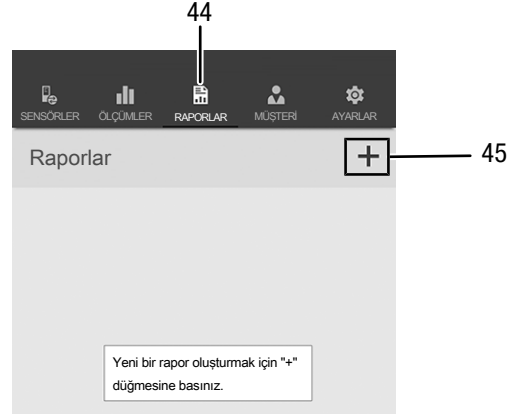 44
SENSÖRLER ÖLÇÜMLER RAPORLAR MÜŞTERİ AYARLAR
Raporlar
45
Yeni bir rapor oluşturmak için "+"
düğmesine basınız.